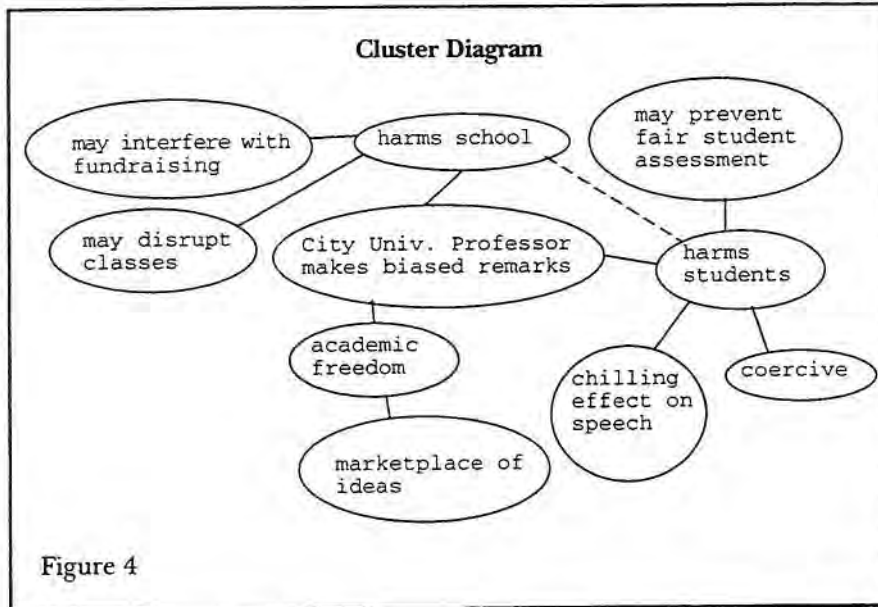 Cluster Diagram
may interfere with
fundraising
harms school
may prevent
fair student
assessment
may disrupt
classes
City Univ. Professor
makes biased remarks
harms
students
academic
freedom
chilling
effect on
speech
coercive
marketplace of
ideas
Figure 4